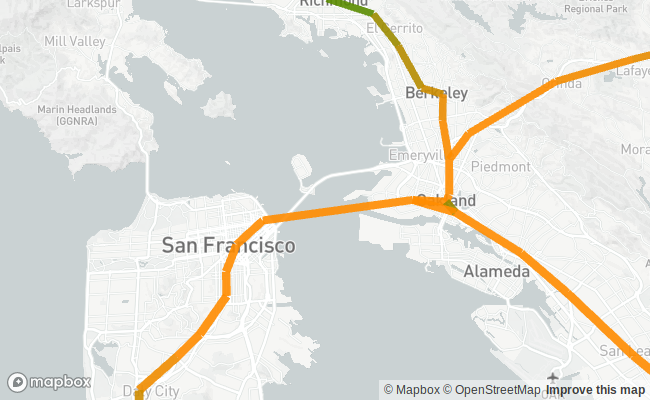 Larkspur
Richmond
Regional Park
Mill Valley
El Cerrito
Orinda
Lafaye
Berkeley
Marin Headlands
(GGNRA)
Emeryville
Piedmont
Mora
Oakland
San Francisco
Alameda
San Lea
Daly City
mapbox
© Mapbox © OpenStreetMap Improve this map